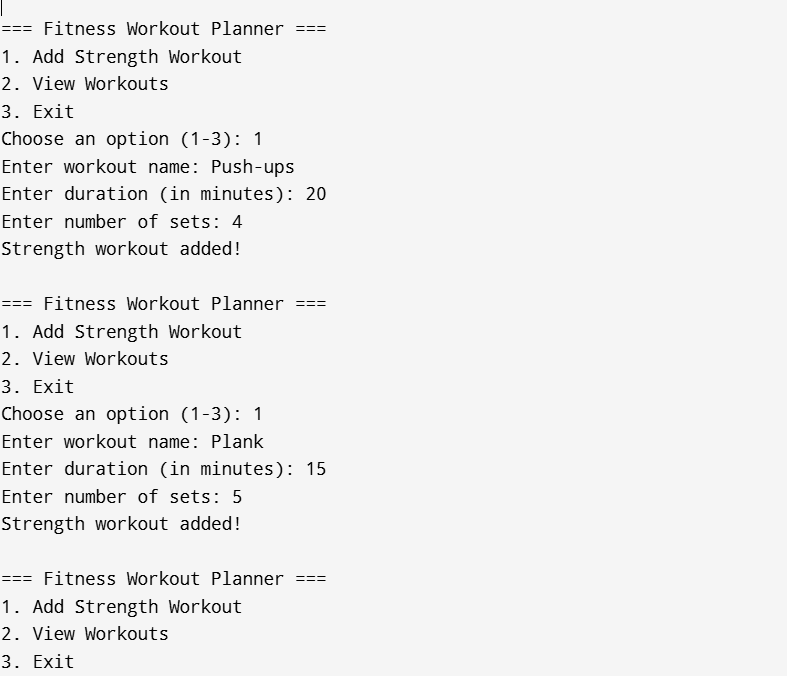 === Fitness Workout Planner ===
1. Add Strength Workout
2. View Workouts
3. Exit
Choose an option (1-3): 1
Enter workout name: Push-ups
Enter duration (in minutes): 20
Enter number of sets: 4
Strength workout added!

=== Fitness Workout Planner ===
1. Add Strength Workout
2. View Workouts
3. Exit
Choose an option (1-3): 1
Enter workout name: Plank
Enter duration (in minutes): 15
Enter number of sets: 5
Strength workout added!

=== Fitness Workout Planner ===
1. Add Strength Workout
2. View Workouts
3. Exit